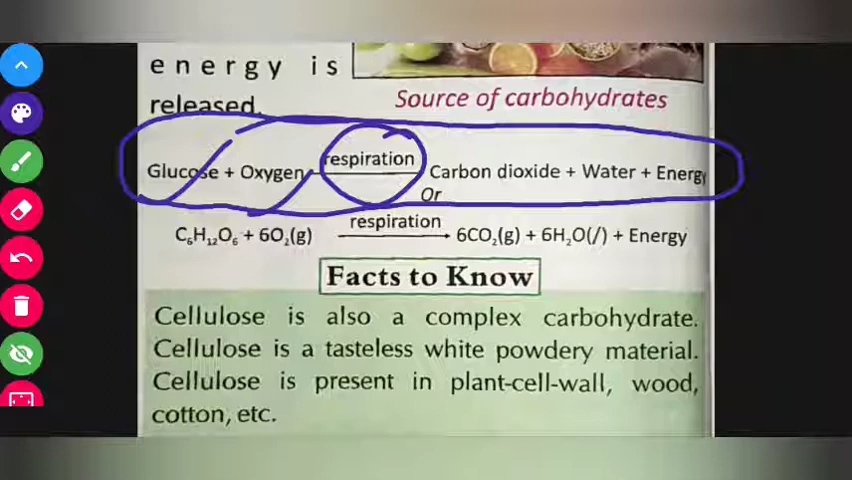 energy is
released.
Source of carbohydrates
Glucose + Oxygen respiration Carbon dioxide + Water + Energy
Or
respiration
C₆H₁₂O₆ + 6O₂(g) → 6CO₂(g) + 6H₂O(/) + Energy
Facts to Know
Cellulose is also a complex carbohydrate.
Cellulose is a tasteless white powdery material.
Cellulose is present in plant-cell-wall, wood,
cotton, etc.